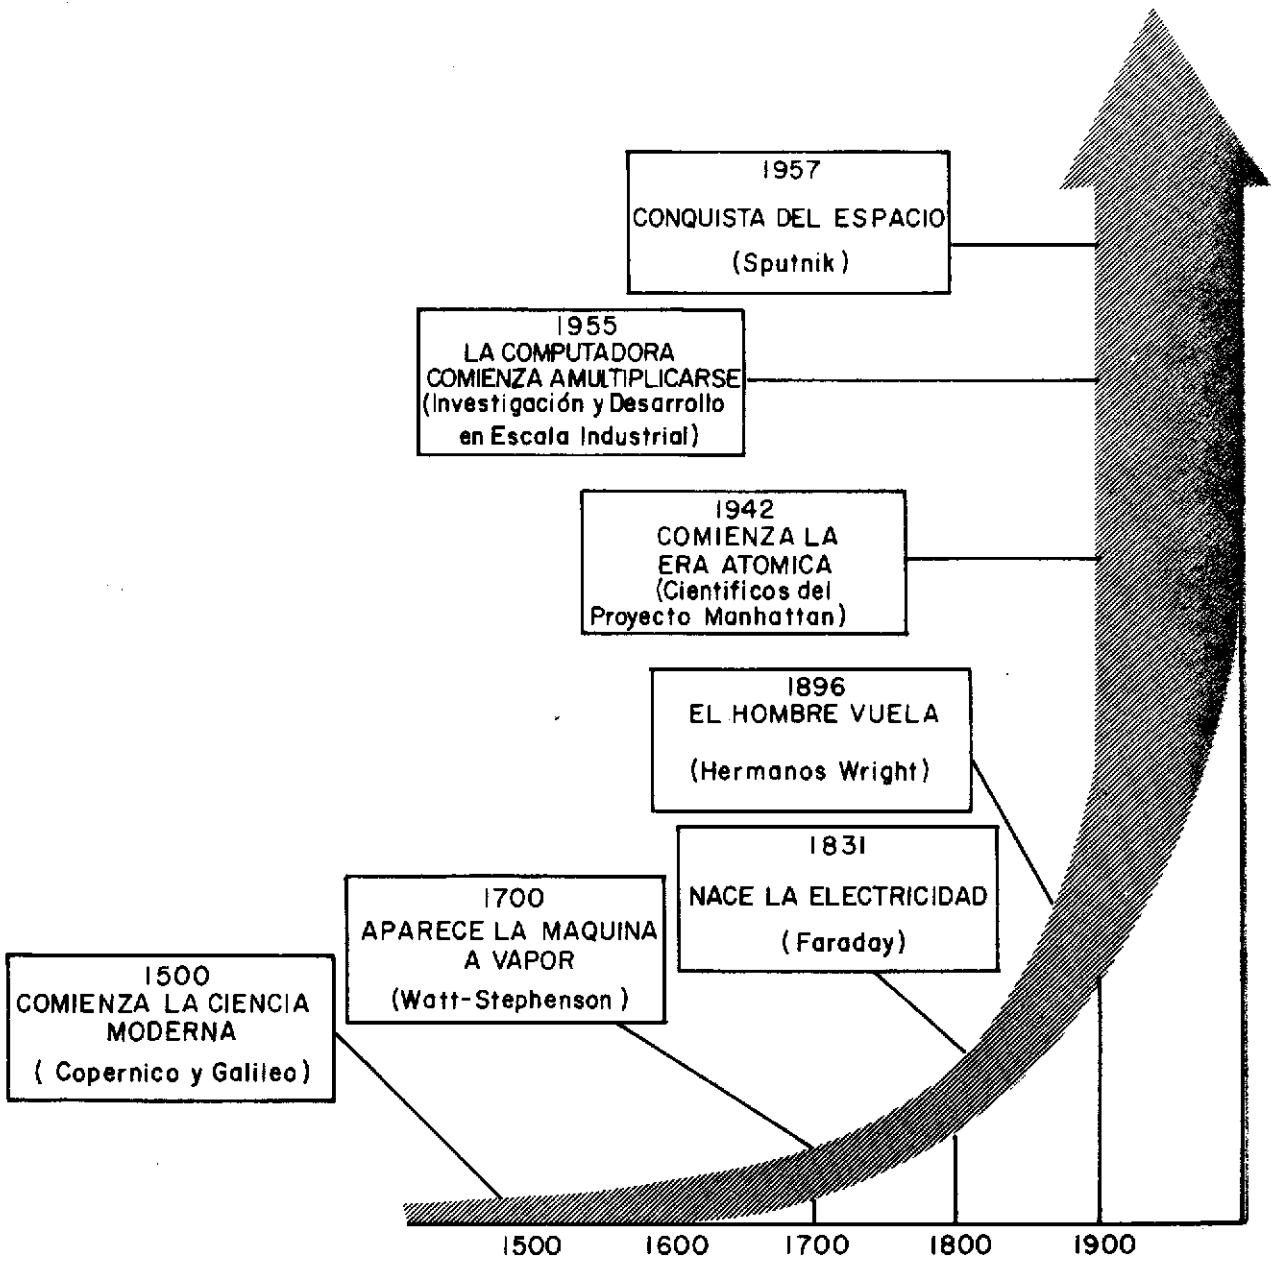 1957
CONQUISTA DEL ESPACIO
(Sputnik)
1955
LA COMPUTADORA
COMIENZA A MULTIPLICARSE
(Investigación y Desarrollo
en Escala Industrial)
1942
COMIENZA LA
ERA ATOMICA
(Científicos del
Proyecto Manhattan)
1896
EL HOMBRE VUELA
(Hermanos Wright)
1831
NACE LA ELECTRICIDAD
(Faraday)
1700
APARECE LA MAQUINA
A VAPOR
(Watt-Stephenson)
1500
COMIENZA LA CIENCIA
MODERNA
(Copernico y Galileo)
1500 1600 1700 1800 1900